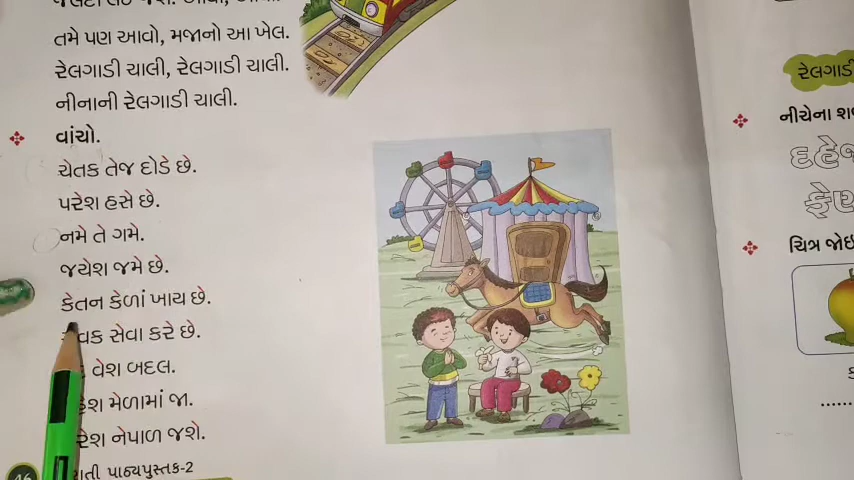 તમે પણ આવો, મજાનો આ ખેલ.
રેલગાડી ચાલી, રેલગાડી ચાલી.
નીનાની રેલગાડી ચાલી.
વાંચો.
ચેતક તેજ દોડે છે.
પરેશ હસે છે.
નમે તે ગમે.
જયેશ જમે છે.
કેતન કેળાં ખાય છે.
સેવા કરે છે.
વેશ બદલ.
મેળામાં જા.
નેપાળ જશે.
પાઠ્યપુસ્તક-2
46
રેલગાડી
નીચેના
ચિત્ર